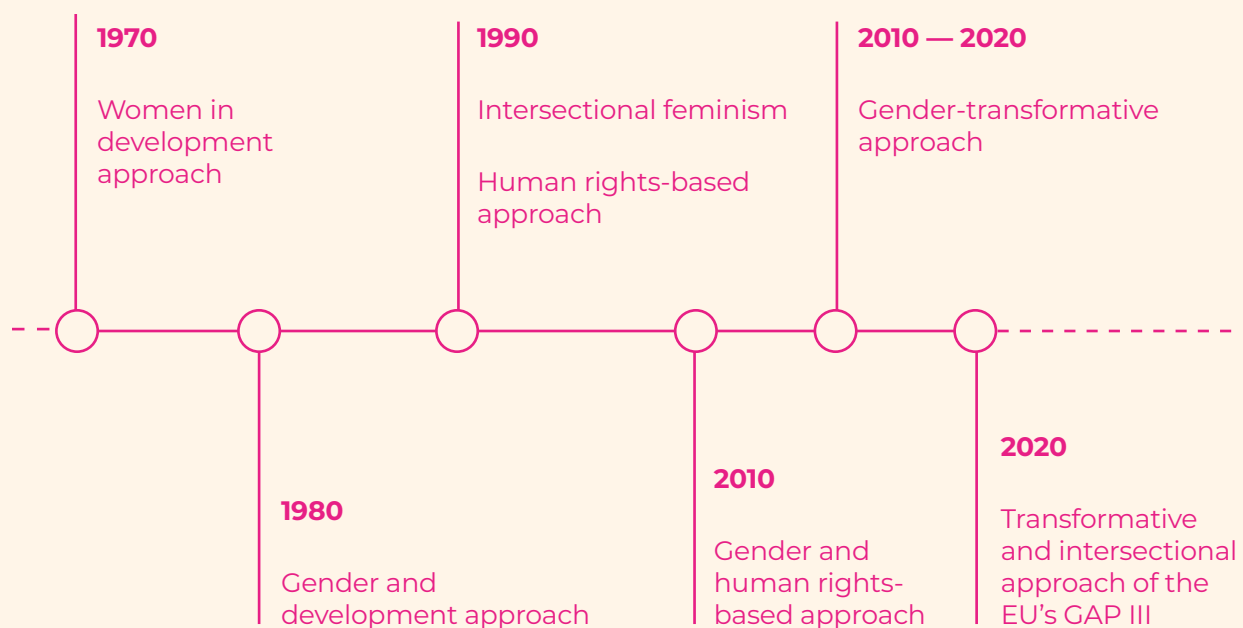 1970
Women in
development
approach
1990
Intersectional feminism
Human rights-based
approach
2010 — 2020
Gender-transformative
approach
1980
Gender and
development approach
2010
Gender and
human rights-
based approach
2020
Transformative
and intersectional
approach of the
EU's GAP III